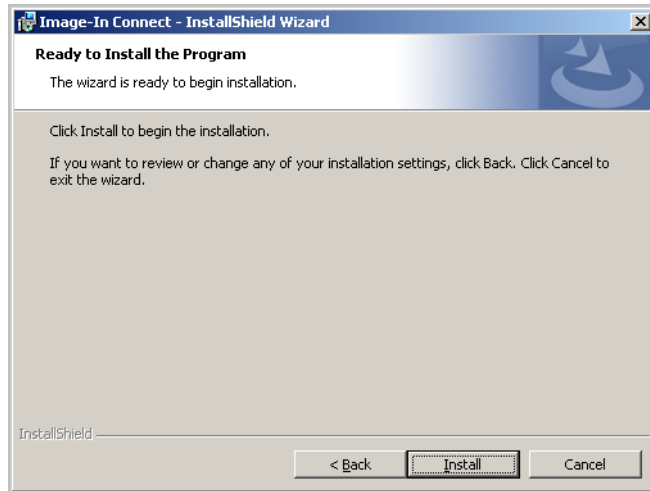 Image-In Connect - InstallShield Wizard
Ready to Install the Program
The wizard is ready to begin installation.
Click Install to begin the installation.
If you want to review or change any of your installation settings, click Back. Click Cancel to
exit the wizard.
InstallShield
< Back Install Cancel